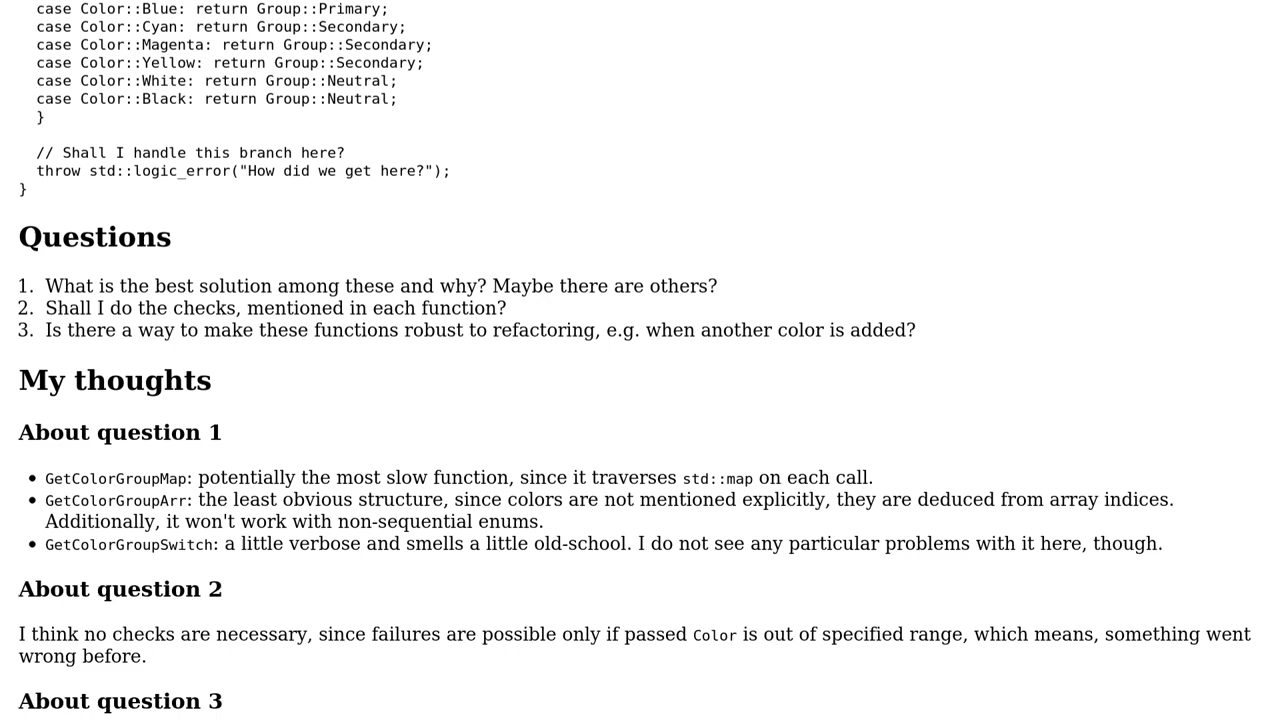 case Color::Blue: return Group::Primary;
case Color::Cyan: return Group::Secondary;
case Color::Magenta: return Group::Secondary;
case Color::Yellow: return Group::Secondary;
case Color::White: return Group::Neutral;
case Color::Black: return Group::Neutral;
}
// Shall I handle this branch here?
throw std::logic_error("How did we get here?");
}
Questions
1. What is the best solution among these and why? Maybe there are others?
2. Shall I do the checks, mentioned in each function?
3. Is there a way to make these functions robust to refactoring, e.g. when another color is added?
My thoughts
About question 1
• GetColorGroupMap: potentially the most slow function, since it traverses std::map on each call.
• GetColorGroupArr: the least obvious structure, since colors are not mentioned explicitly, they are deduced from array indices.
Additionally, it won't work with non-sequential enums.
• GetColorGroupSwitch: a little verbose and smells a little old-school. I do not see any particular problems with it here, though.
About question 2
I think no checks are necessary, since failures are possible only if passed Color is out of specified range, which means, something went
wrong before.
About question 3